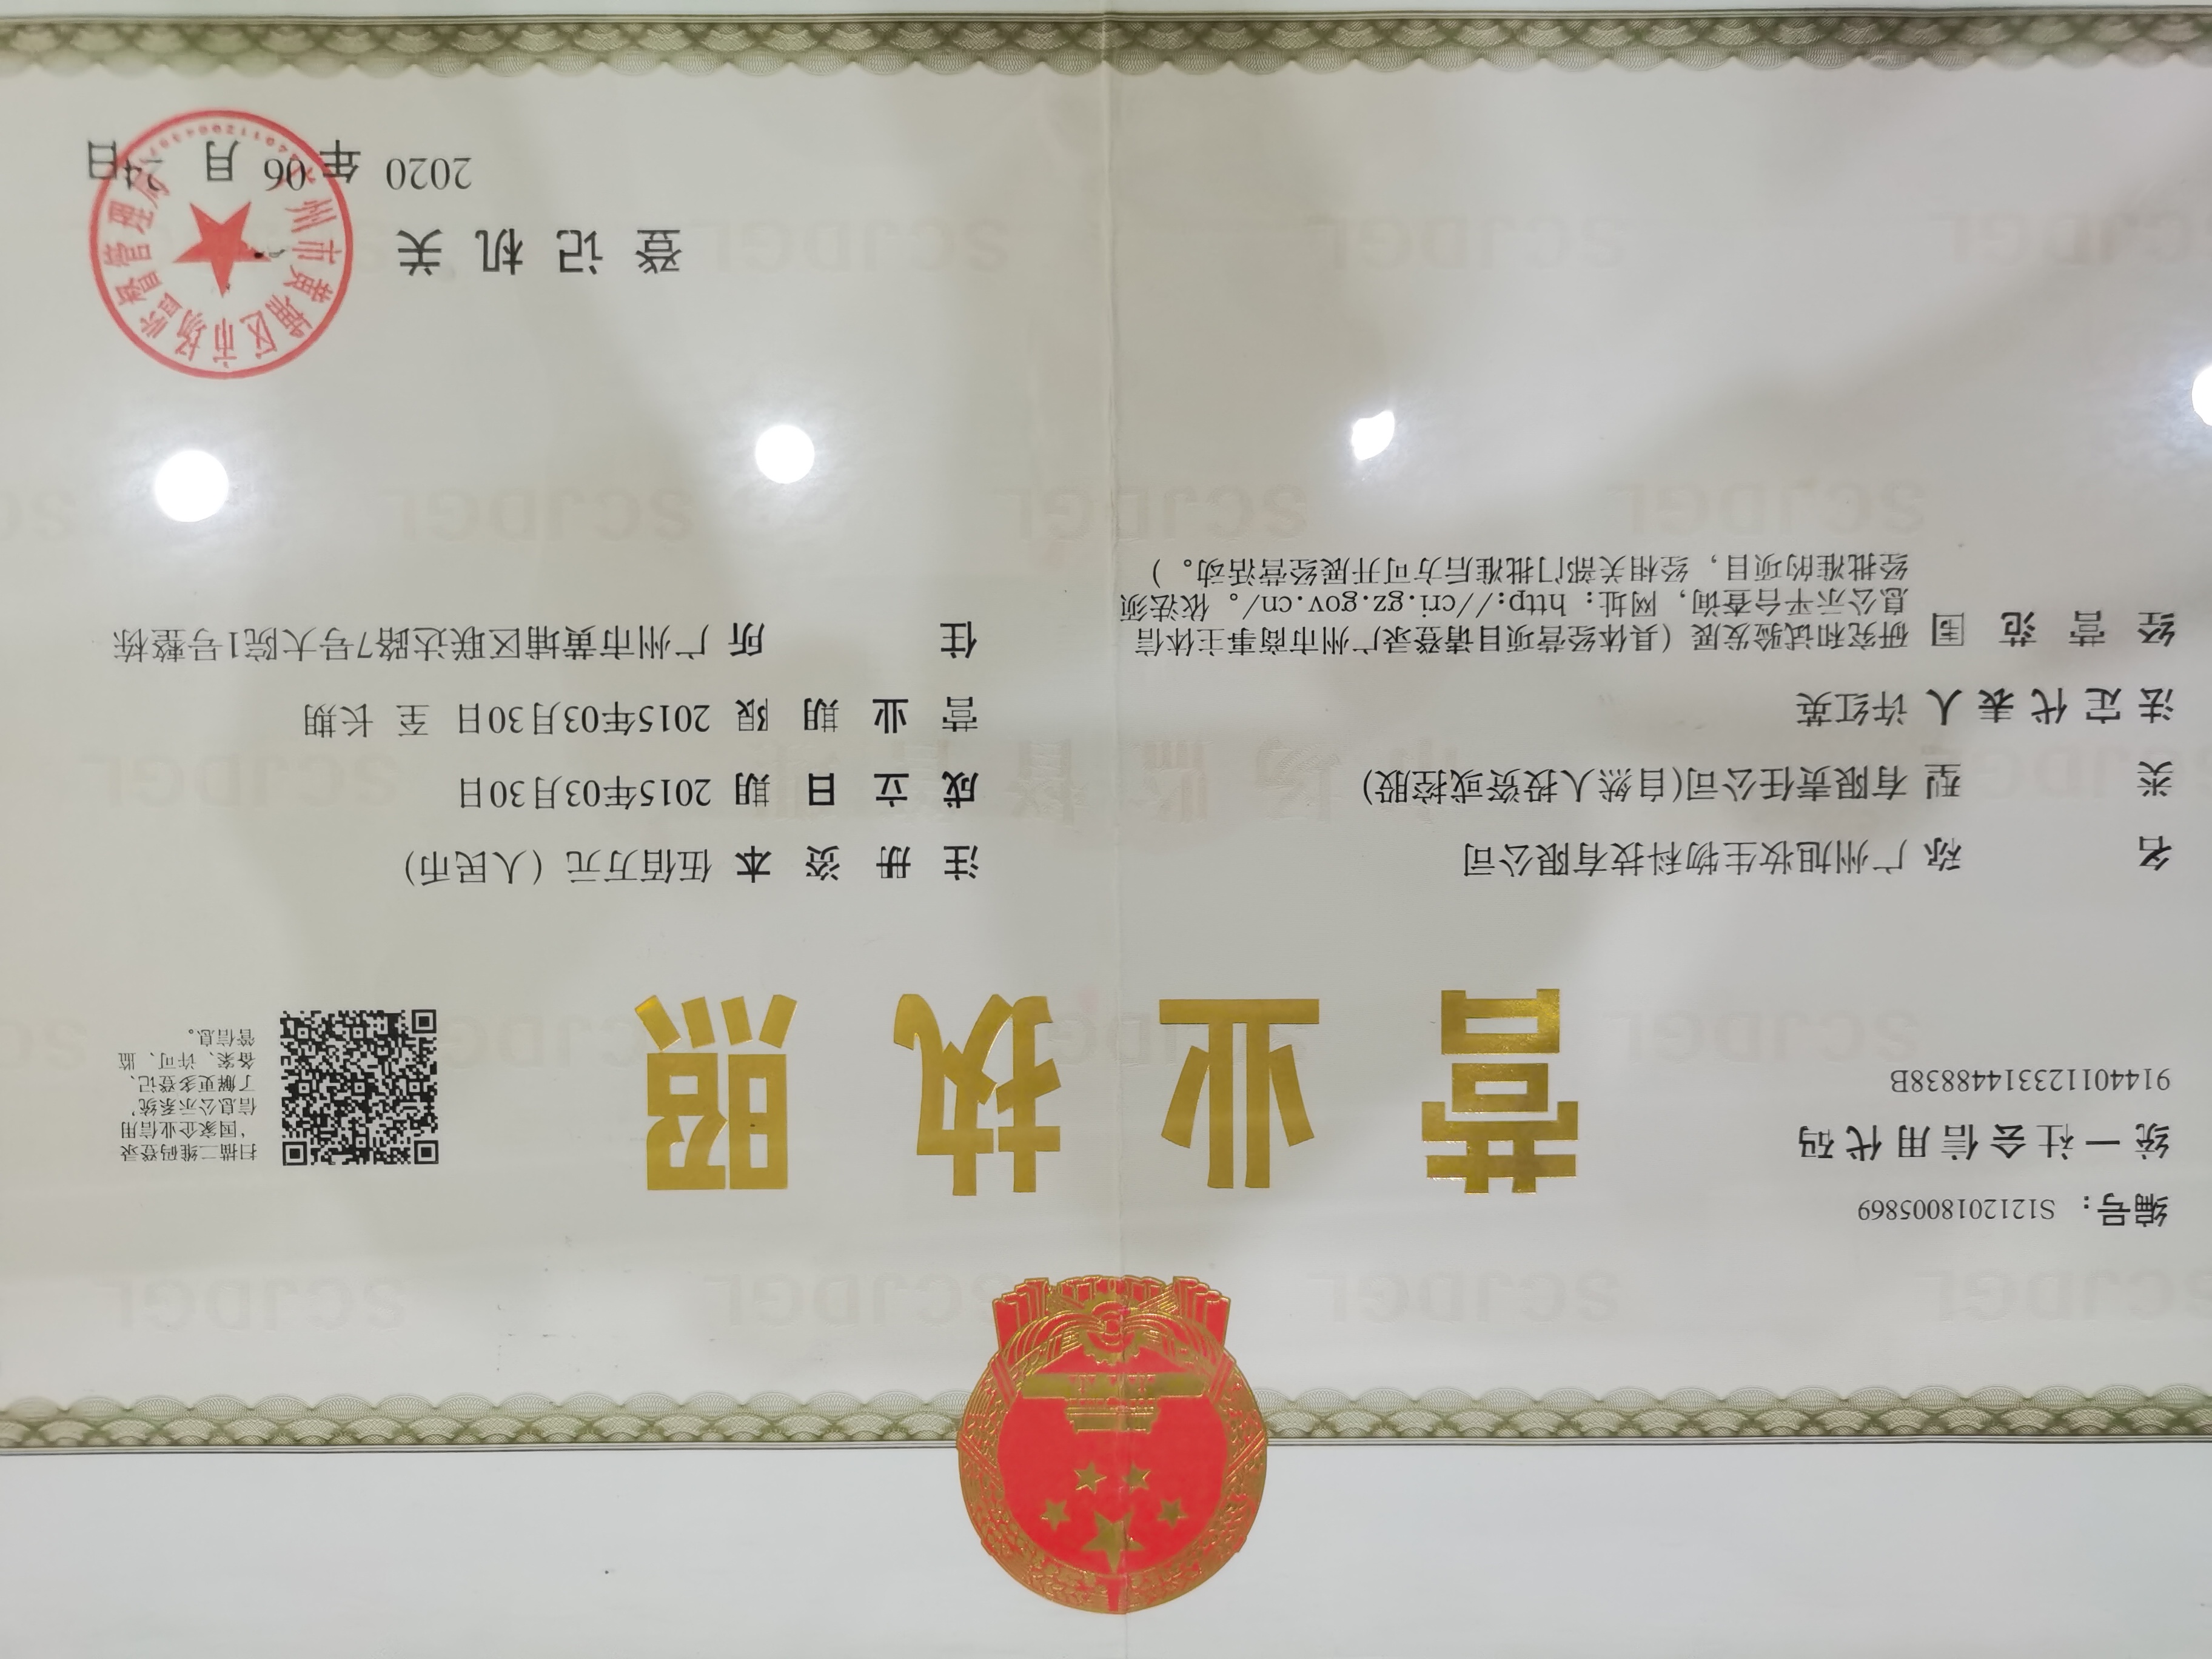 编号： S1212018005869
统一社会信用代码
91440112331448838B
营业执照
扫描二维码登录
‘国家企业信用
信息公示系统’
了解更多登记、
备案、许可、监
管信息。
名称 广州旭妆生物科技有限公司
类型 有限责任公司(自然人投资或控股)
法定代表人 许红英
经营范围 研究和试验发展（具体经营项目请登录广州市商事主体信
息公示平台查询，网址：http://cri.gz.gov.cn/。依法须
经批准的项目，经相关部门批准后方可开展经营活动。）
注册资本 伍佰万元（人民币）
成立日期 2015年03月30日
营业期限 2015年03月30日 至 长期
住所 广州市黄埔区联达路7号大院1号整栋
登记机关
2020 年 06 月 24 日
广州市黄埔区市场监督管理局
SCJDGL
市场监督管理